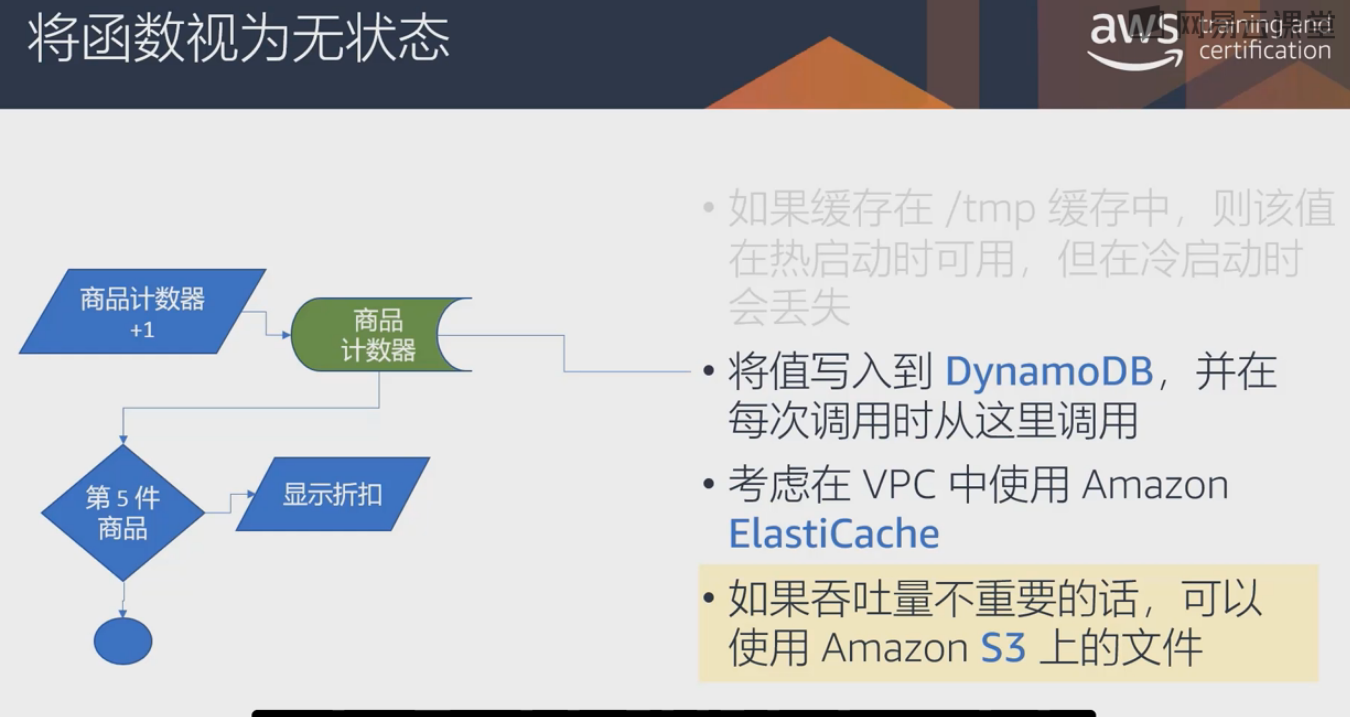 将函数视为无状态
网易云课堂
aws training and
certification
• 如果缓存在 /tmp 缓存中，则该值
在热启动时可用，但在冷启动时
会丢失
商品计数器
+1
商品
计数器
• 将值写入到 DynamoDB，并在
每次调用时从这里调用
• 考虑在 VPC 中使用 Amazon
ElastiCache
第 5 件
商品
显示折扣
• 如果吞吐量不重要的话，可以
使用 Amazon S3 上的文件